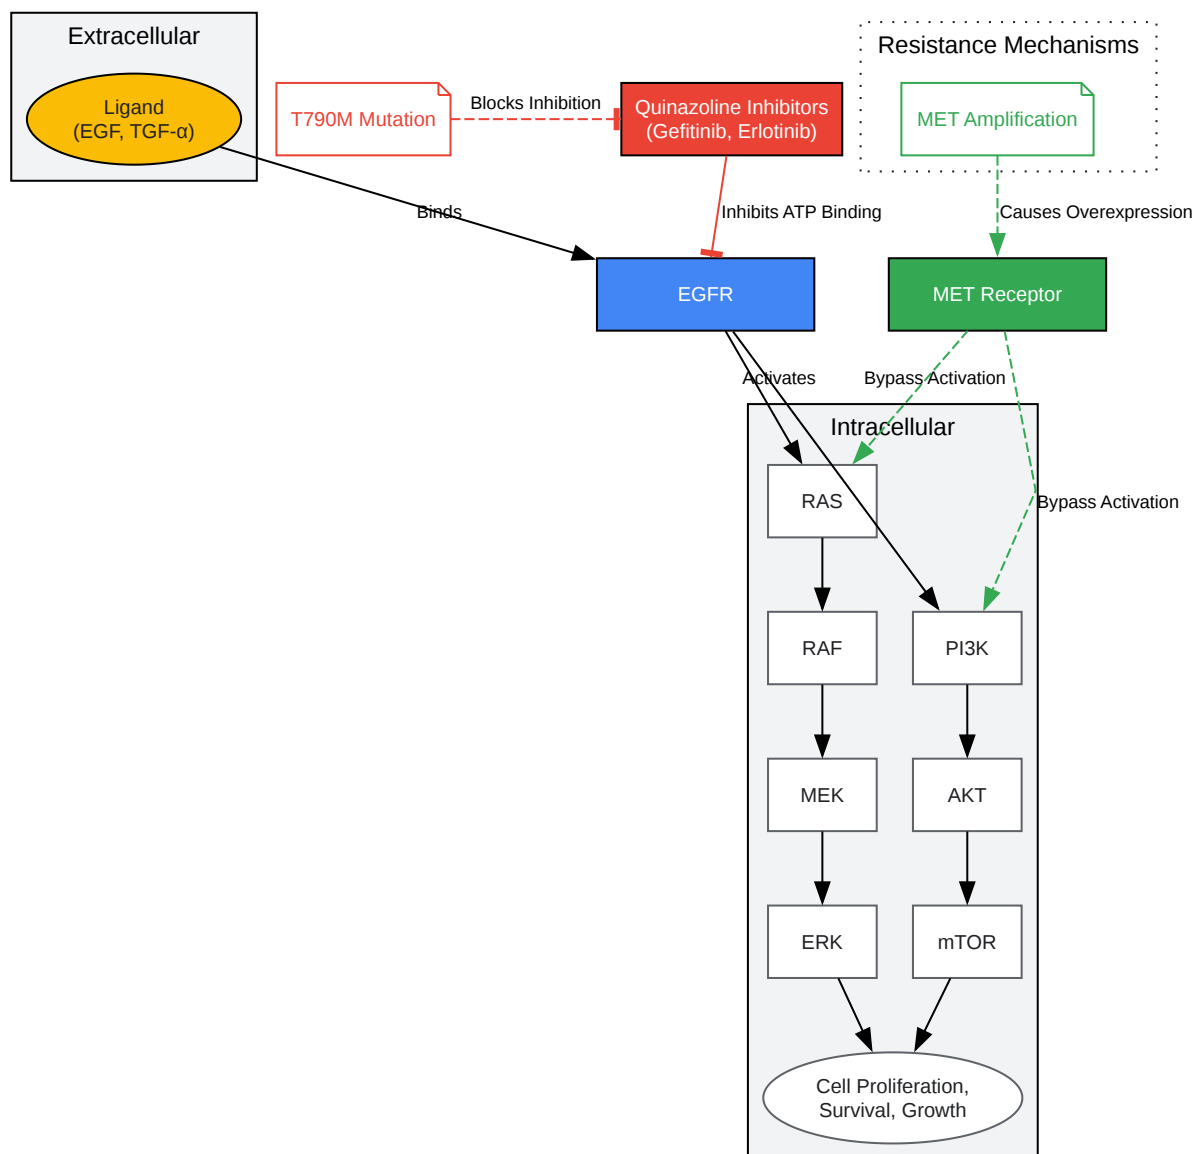 Extracellular
Ligand
(EGF, TGF-α)
T790M Mutation
Blocks Inhibition
Quinazoline Inhibitors
(Gefitinib, Erlotinib)
Resistance Mechanisms
MET Amplification
Binds
Inhibits ATP Binding
Causes Overexpression
EGFR
MET Receptor
Activates
Bypass Activation
Intracellular
RAS
Bypass Activation
RAF
PI3K
MEK
AKT
ERK
mTOR
Cell Proliferation,
Survival, Growth